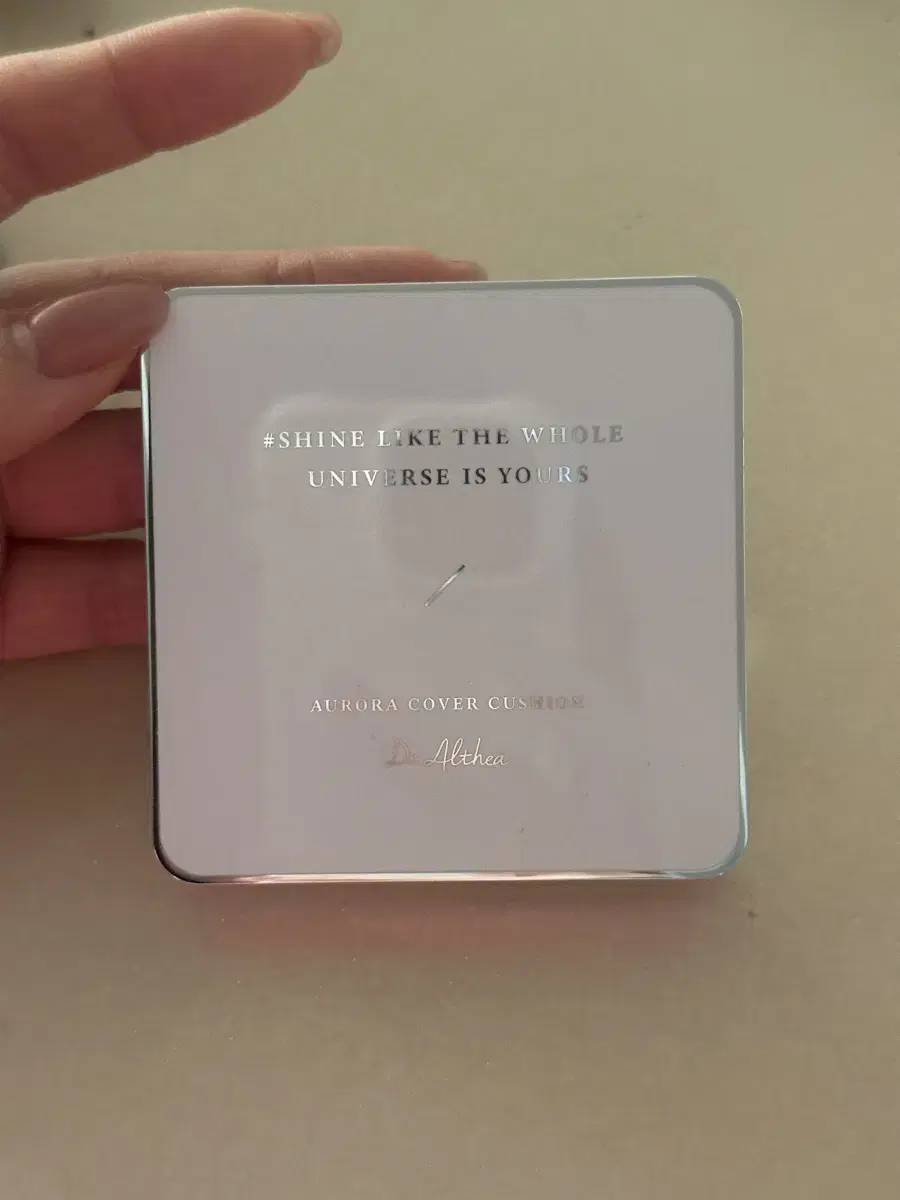 #SHINE LIKE THE WHOLE
UNIVERSE IS YOURS
AURORA COVER CUSHION
Dr. Althea